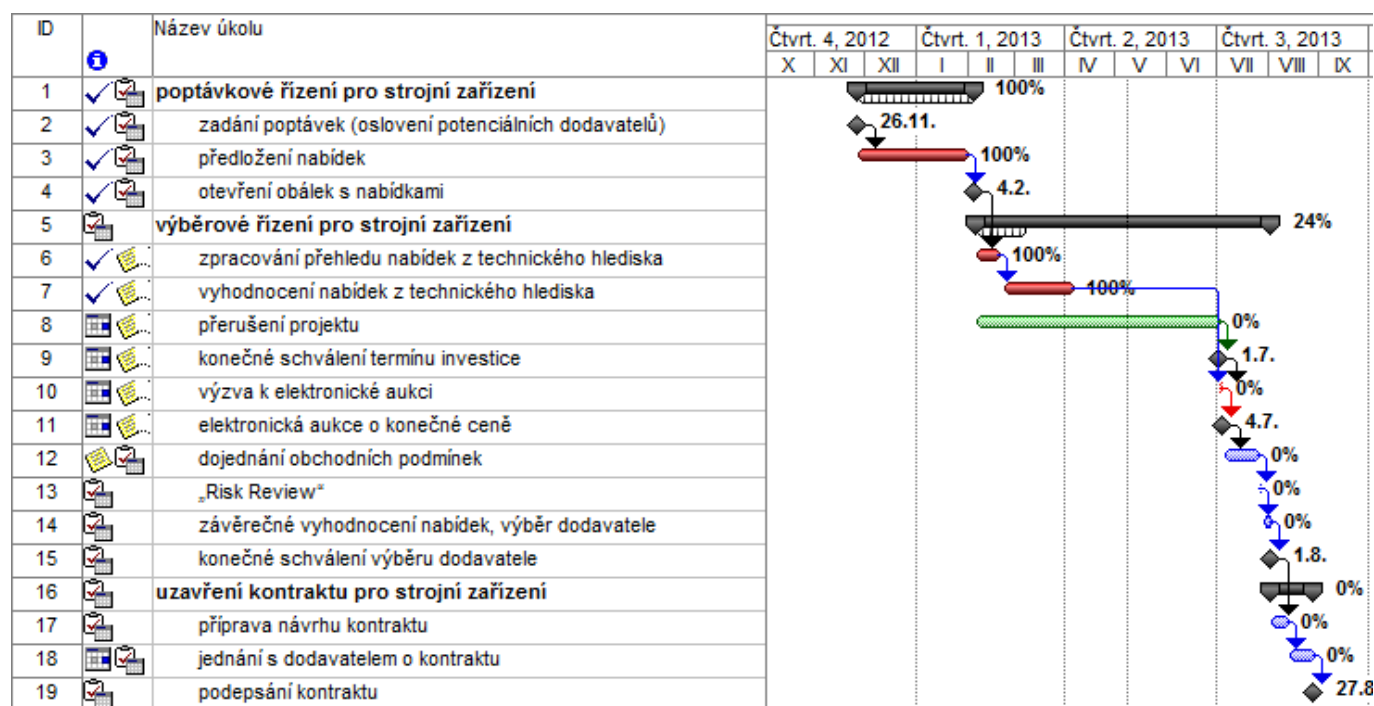 ID Název úkolu
Čtvrt. 4, 2012 Čtvrt. 1, 2013 Čtvrt. 2, 2013 Čtvrt. 3, 2013
X XI XII I II III IV V VI VII VIII IX
1 poptávkové řízení pro strojní zařízení 100%
2 zadání poptávek (oslovení potenciálních dodavatelů) 26.11.
3 předložení nabídek 100%
4 otevření obálek s nabídkami 4.2.
5 výběrové řízení pro strojní zařízení 24%
6 zpracování přehledu nabídek z technického hlediska 100%
7 vyhodnocení nabídek z technického hlediska 100%
8 přerušení projektu 0%
9 konečné schválení termínu investice 1.7.
10 výzva k elektronické aukci 0%
11 elektronická aukce o konečné ceně 4.7.
12 dojednání obchodních podmínek 0%
13 „Risk Review“ 0%
14 závěrečné vyhodnocení nabídek, výběr dodavatele 0%
15 konečné schválení výběru dodavatele 1.8.
16 uzavření kontraktu pro strojní zařízení 0%
17 příprava návrhu kontraktu 0%
18 jednání s dodavatelem o kontraktu 0%
19 podepsání kontraktu 27.8